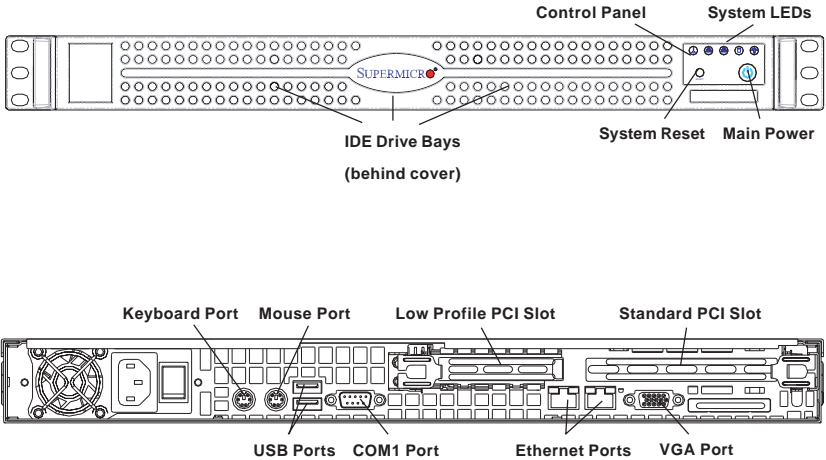 Control Panel
System LEDs
SUPERMICRO
System Reset
Main Power
IDE Drive Bays
(behind cover)
Keyboard Port
Mouse Port
Low Profile PCI Slot
Standard PCI Slot
USB Ports
COM1 Port
Ethernet Ports
VGA Port